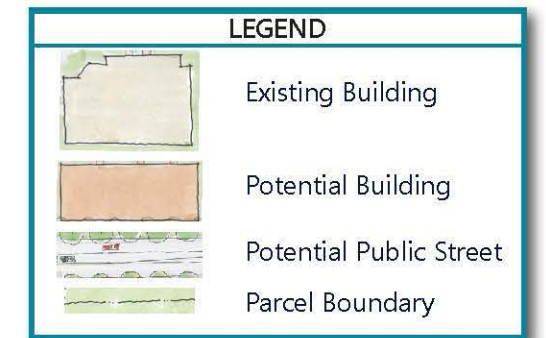 LEGEND
Existing Building
Potential Building
Potential Public Street
Parcel Boundary